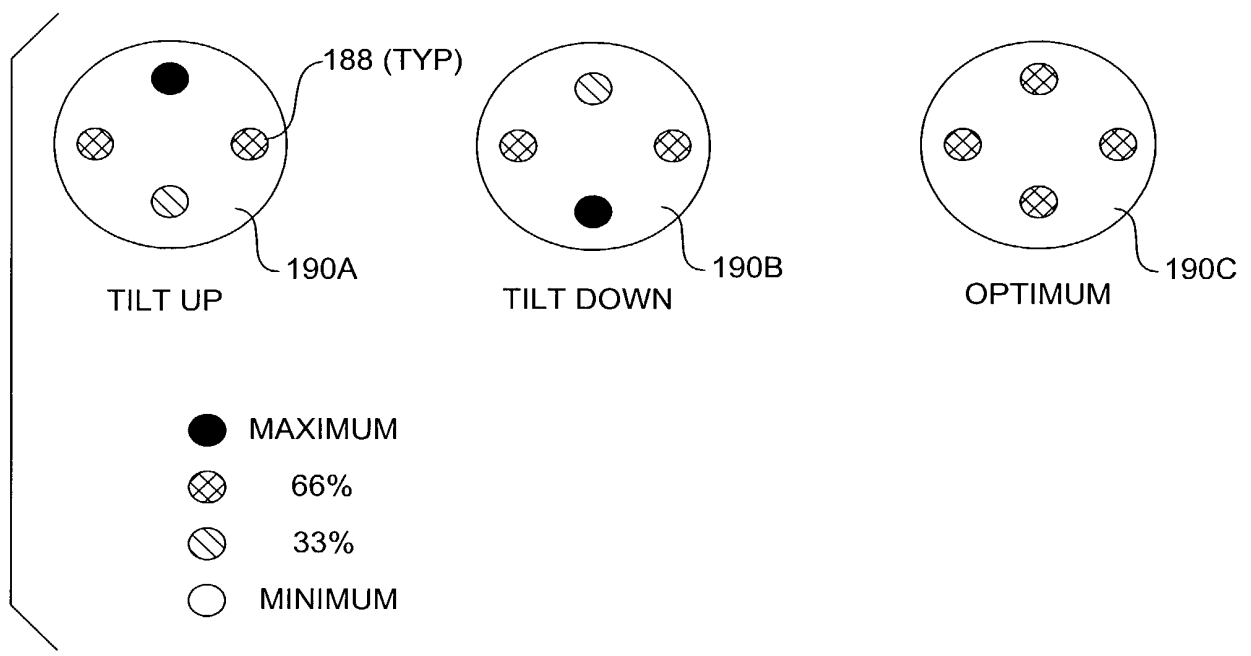 188 (TYP)
190A
190B
190C
TILT UP
TILT DOWN
OPTIMUM
MAXIMUM
66%
33%
MINIMUM